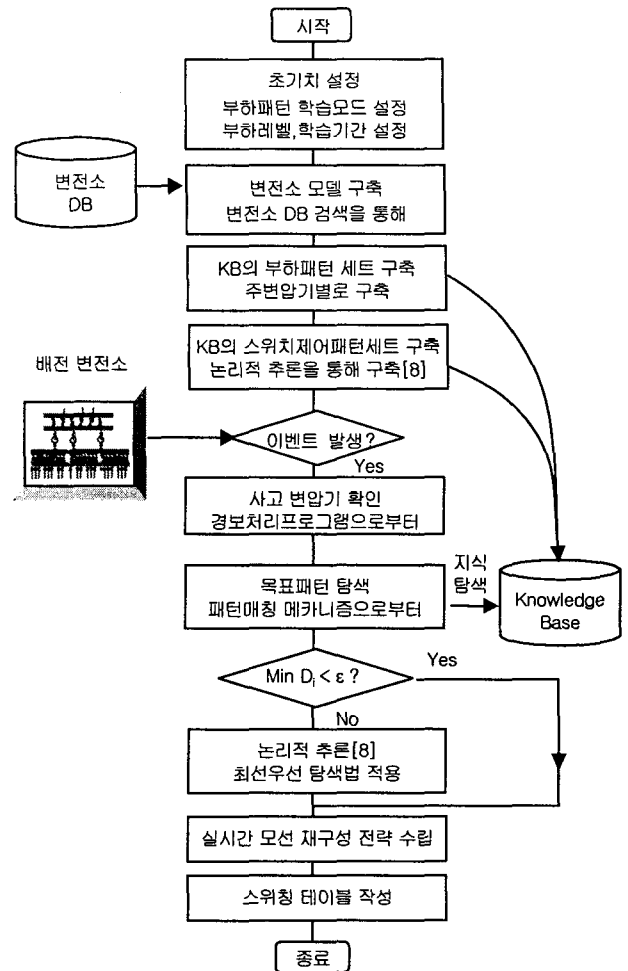 시작
초기치 설정
부하패턴 학습모드 설정
부하레벨,학습기간 설정
변전소
DB
변전소 모델 구축
변전소 DB 검색을 통해
KB의 부하패턴 세트 구축
주변압기별로 구축
KB의 스위치제어패턴세트 구축
논리적 추론을 통해 구축[8]
배전 변전소
이벤트 발생?
Yes
사고 변압기 확인
경보처리프로그램으로부터
목표패턴 탐색
패턴매칭 메카니즘으로부터
지식
탐색
Knowledge
Base
Min Di < ε ?
Yes
No
논리적 추론[8]
최선우선 탐색법 적용
실시간 모선 재구성 전략 수립
스위칭 테이블 작성
종료